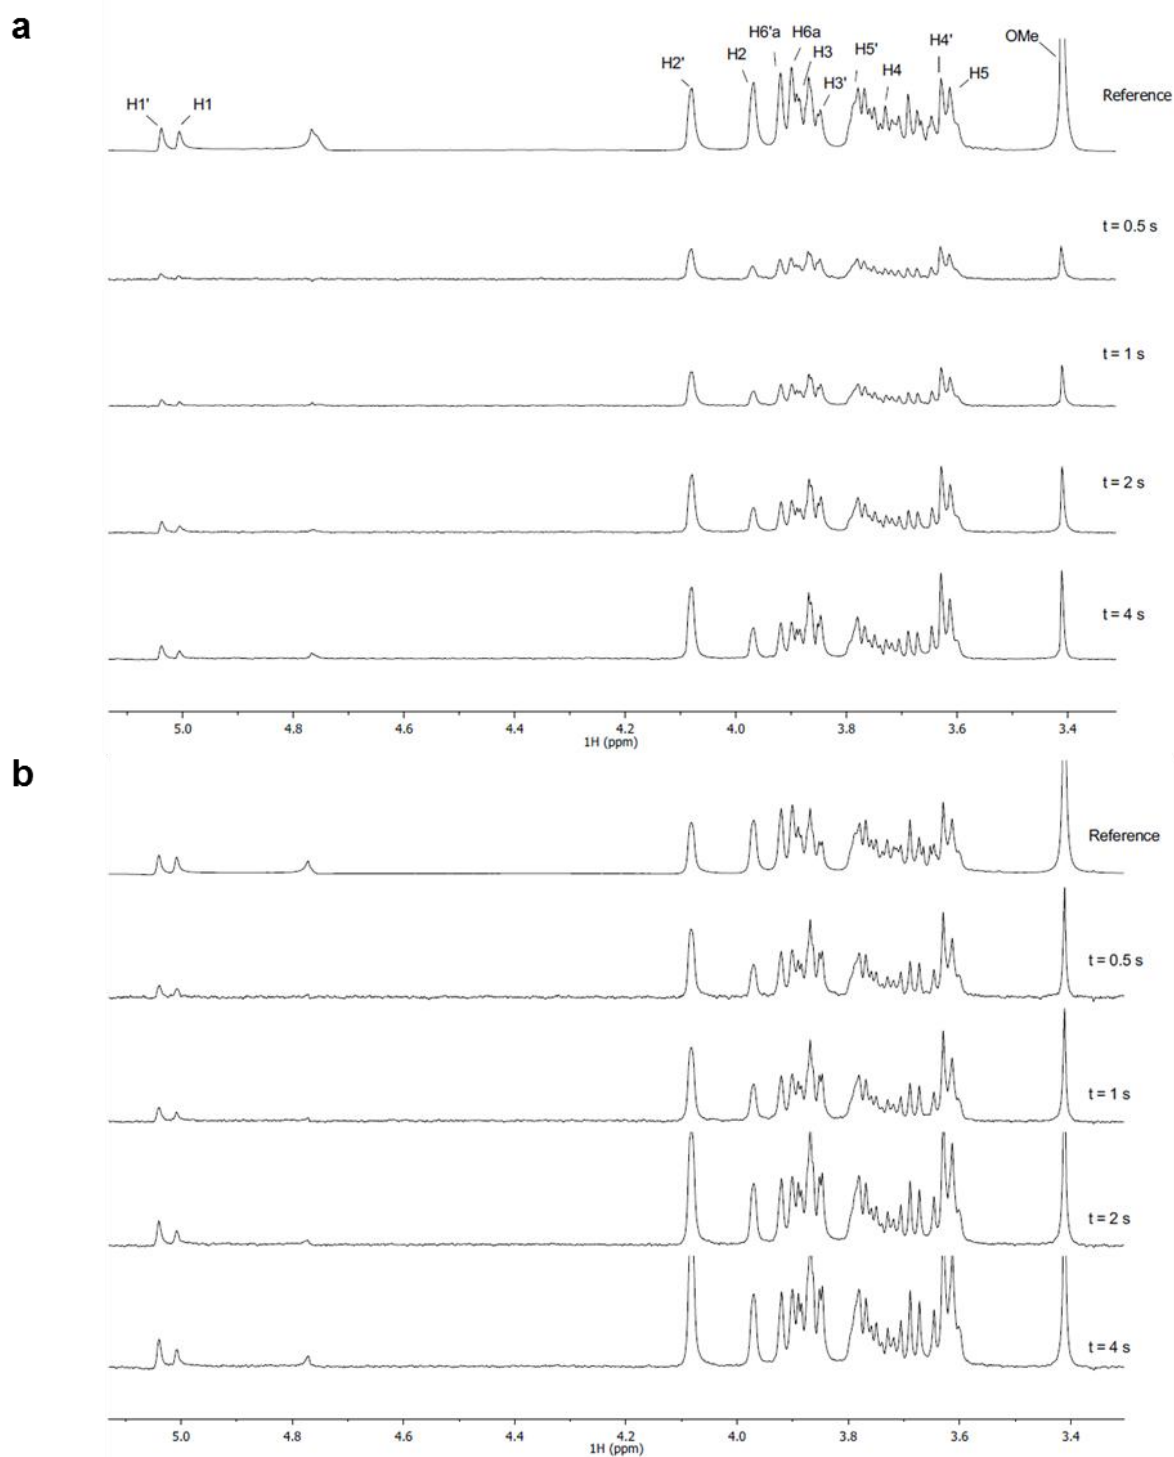 a
H1'
H1
H2'
H2
H6'a
H6a
H3
H3'
H5'
H4
H4'
H5
OMe
Reference
t = 0.5 s
t = 1 s
t = 2 s
t = 4 s
5.0 4.8 4.6 4.4 4.2 4.0 3.8 3.6 3.4
1H (ppm)
b
Reference
t = 0.5 s
t = 1 s
t = 2 s
t = 4 s
5.0 4.8 4.6 4.4 4.2 4.0 3.8 3.6 3.4
1H (ppm)